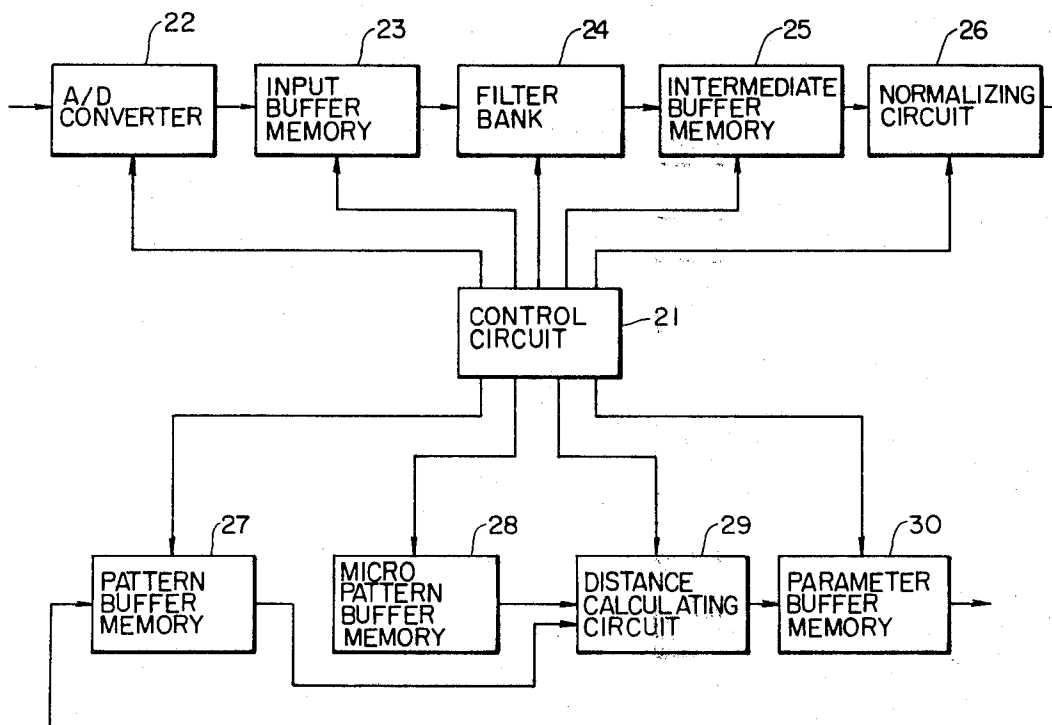 22
23
24
25
26
A/D
CONVERTER
INPUT
BUFFER
MEMORY
FILTER
BANK
INTERMEDIATE
BUFFER
MEMORY
NORMALIZING
CIRCUIT
CONTROL
CIRCUIT
21
27
28
29
30
PATTERN
BUFFER
MEMORY
MICRO
PATTERN
BUFFER
MEMORY
DISTANCE
CALCULATING
CIRCUIT
PARAMETER
BUFFER
MEMORY